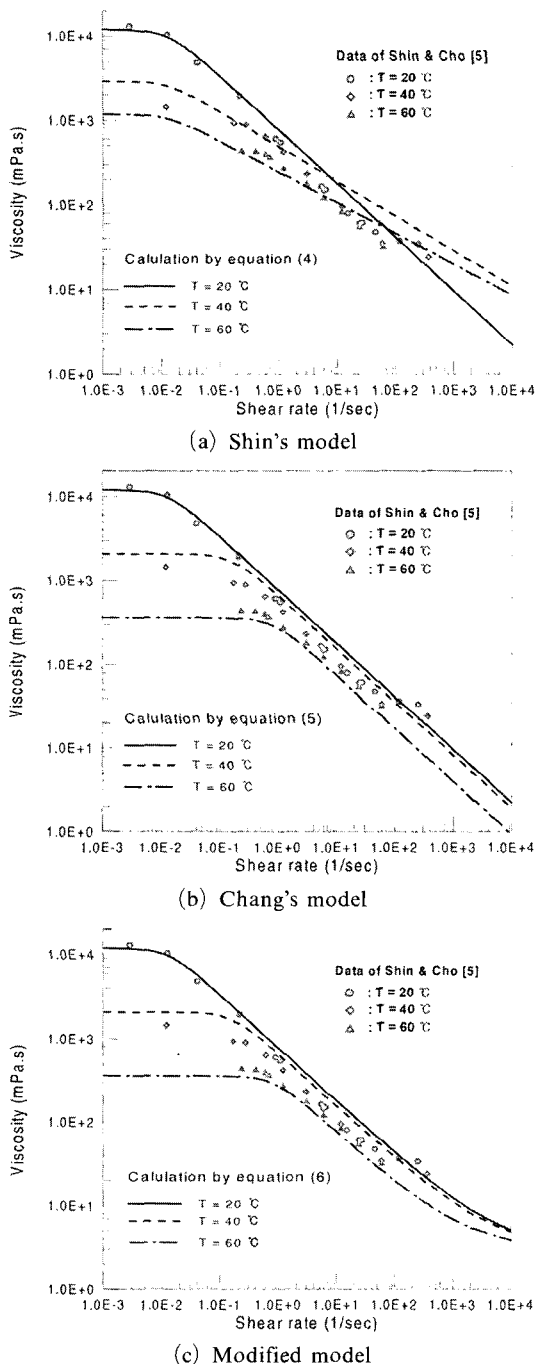 1.0E+4
1.0E+3
1.0E+2
1.0E+1
1.0E+0
Viscosity (mPa.s)
Data of Shin & Cho [5]
: T = 20 ℃
: T = 40 ℃
: T = 60 ℃
Calulation by equation (4)
T = 20 ℃
T = 40 ℃
T = 60 ℃
1.0E-3 1.0E-2 1.0E-1 1.0E+0 1.0E+1 1.0E+2 1.0E+3 1.0E+4
Shear rate (1/sec)
(a) Shin's model
1.0E+4
1.0E+3
1.0E+2
1.0E+1
1.0E+0
Viscosity (mPa.s)
Data of Shin & Cho [5]
: T = 20 ℃
: T = 40 ℃
: T = 60 ℃
Calulation by equation (5)
T = 20 ℃
T = 40 ℃
T = 60 ℃
1.0E-3 1.0E-2 1.0E-1 1.0E+0 1.0E+1 1.0E+2 1.0E+3 1.0E+4
Shear rate (1/sec)
(b) Chang's model
1.0E+4
1.0E+3
1.0E+2
1.0E+1
1.0E+0
Viscosity (mPa.s)
Data of Shin & Cho [5]
: T = 20 ℃
: T = 40 ℃
: T = 60 ℃
Calulation by equation (6)
T = 20 ℃
T = 40 ℃
T = 60 ℃
1.0E-3 1.0E-2 1.0E-1 1.0E+0 1.0E+1 1.0E+2 1.0E+3 1.0E+4
Shear rate (1/sec)
(c) Modified model